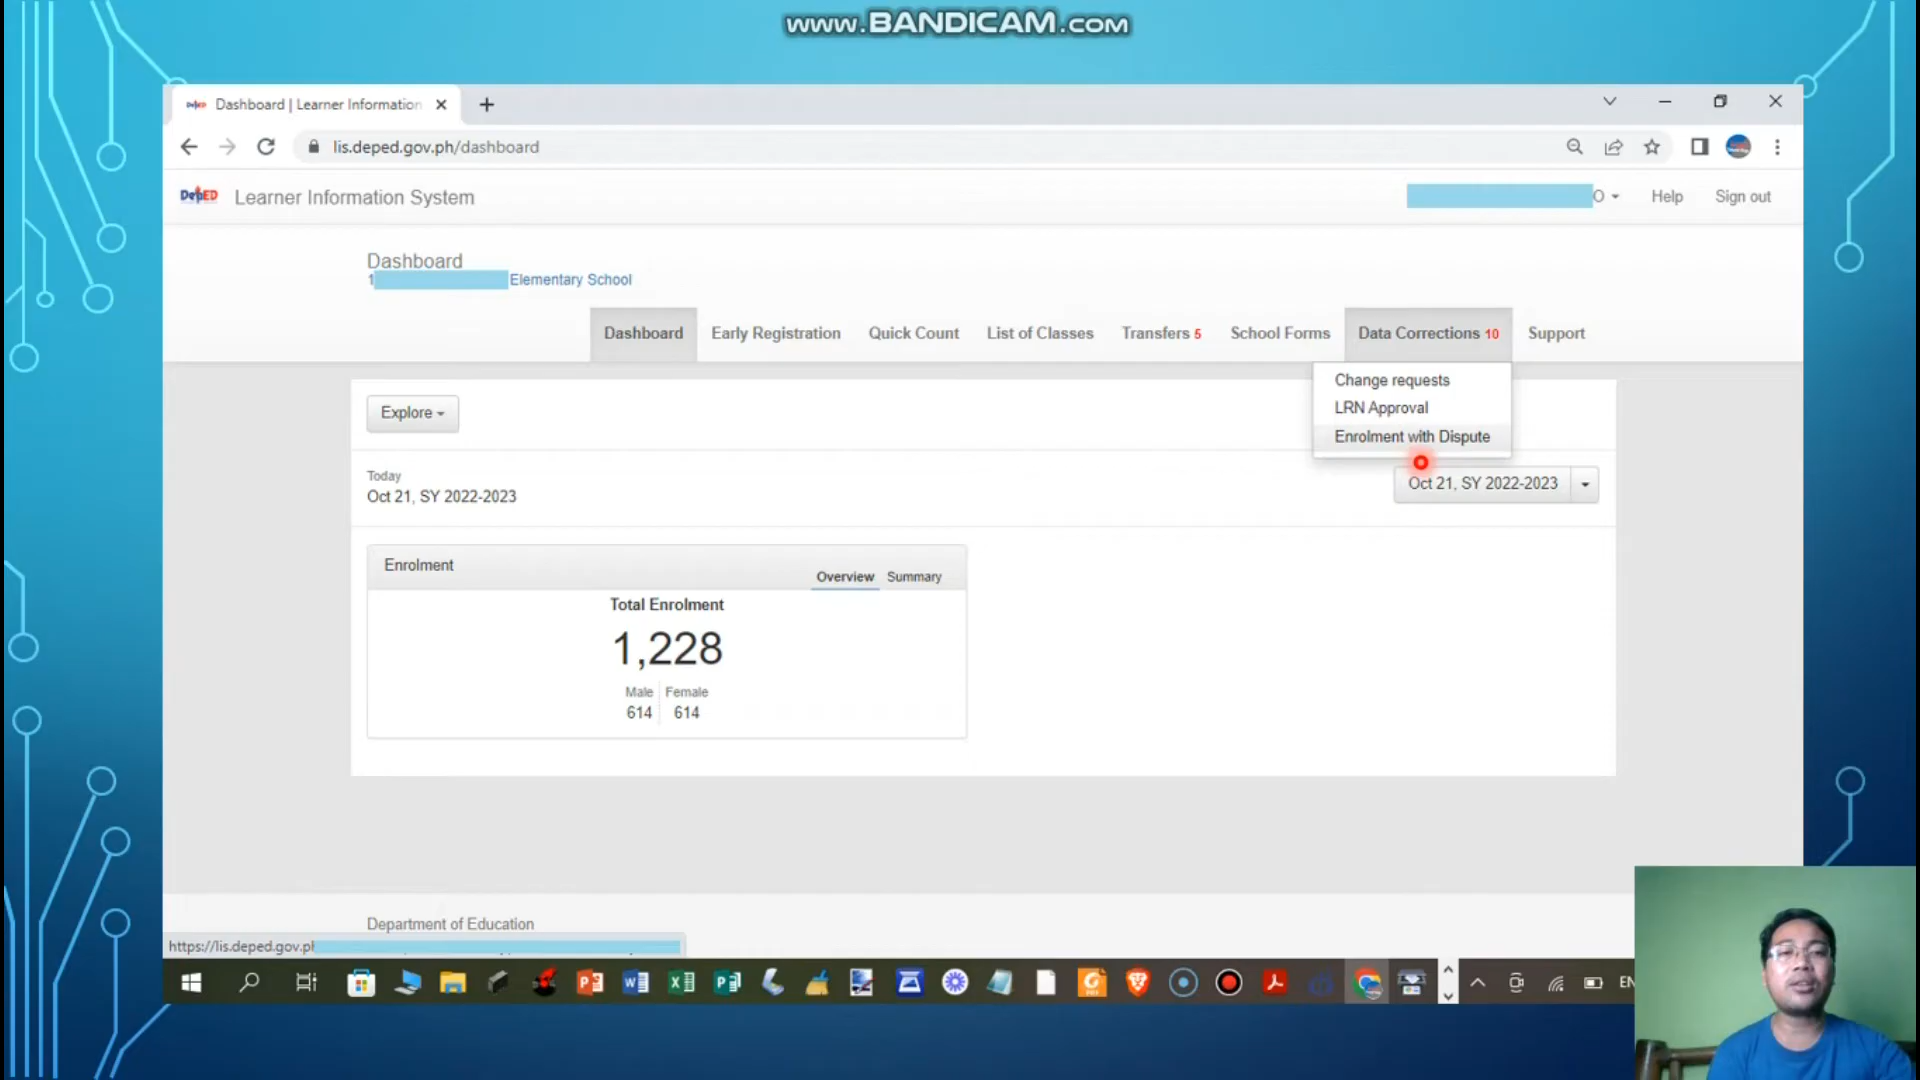 www.BANDICAM.com
Dashboard | Learner Information
lis.deped.gov.ph/dashboard
DepED Learner Information System
O Help Sign out
Dashboard
1 Elementary School
Dashboard Early Registration Quick Count List of Classes Transfers 5 School Forms Data Corrections 10 Support
Change requests
LRN Approval
Enrolment with Dispute
Explore
Today
Oct 21, SY 2022-2023
Oct 21, SY 2022-2023
Enrolment
Overview Summary
Total Enrolment
1,228
Male Female
614 614
Department of Education
https://lis.deped.gov.ph
EN